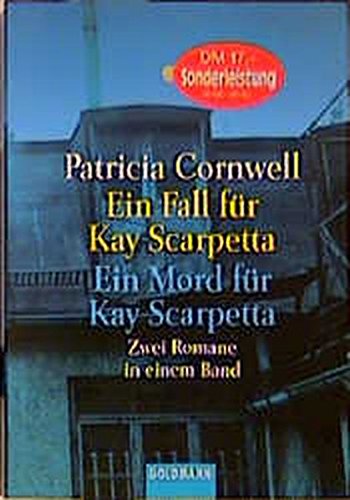 DM 17,-
Sonderleistung
Patricia Cornwell
Ein Fall für
Kay Scarpetta
Ein Mord für
Kay Scarpetta
Zwei Romane
in einem Band
GOLDMANN